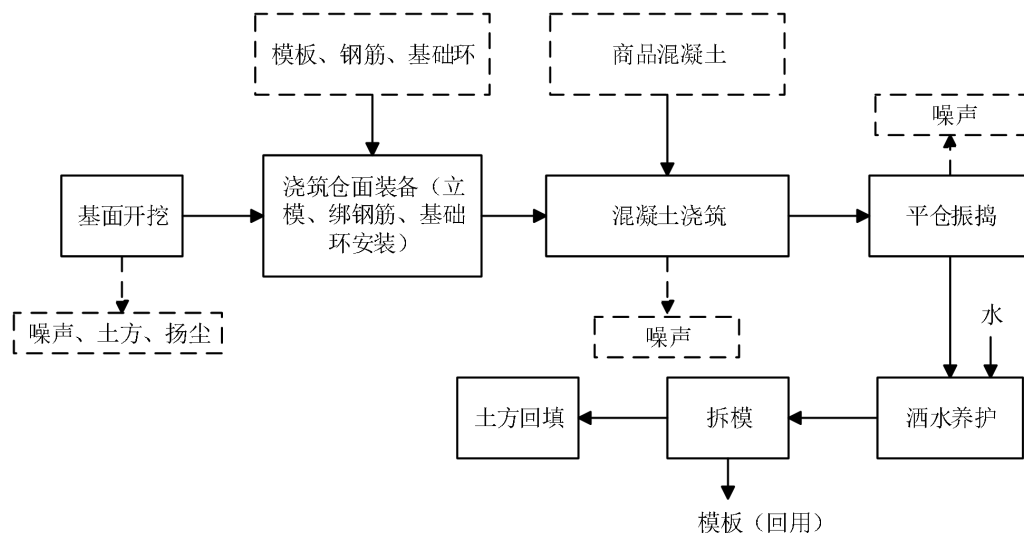 模板、钢筋、基础环
商品混凝土
噪声
基面开挖
浇筑仓面装备（立
模、绑钢筋、基础
环安装）
混凝土浇筑
平仓振捣
噪声、土方、扬尘
噪声
水
土方回填
拆模
洒水养护
模板（回用）